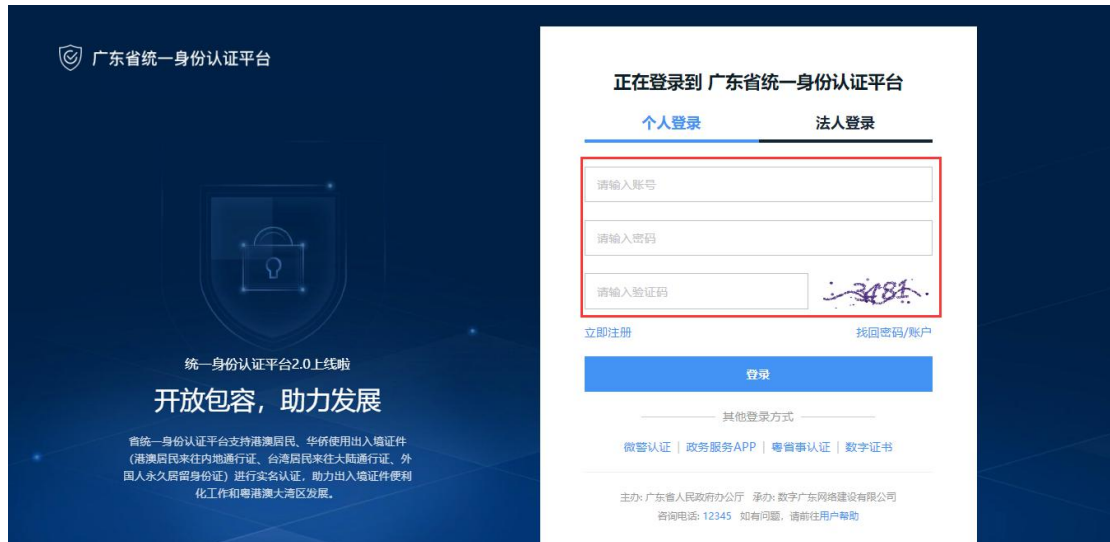 广东省统一身份认证平台
统一身份认证平台2.0上线啦
开放包容，助力发展
省统一身份认证平台支持港澳居民、华侨使用出入境证件
(港澳居民来往内地通行证、台湾居民来往大陆通行证、外
国人永久居留身份证) 进行实名认证，助力出入境证件便利
化工作和粤港澳大湾区发展。
正在登录到 广东省统一身份认证平台
个人登录 法人登录
请输入账号
请输入密码
请输入验证码 3481
立即注册 找回密码/账户
登录
其他登录方式
微警认证 | 政务服务APP | 粤省事认证 | 数字证书
主办: 广东省人民政府办公厅 承办: 数字广东网络建设有限公司
咨询电话: 12345 如有问题，请前往用户帮助